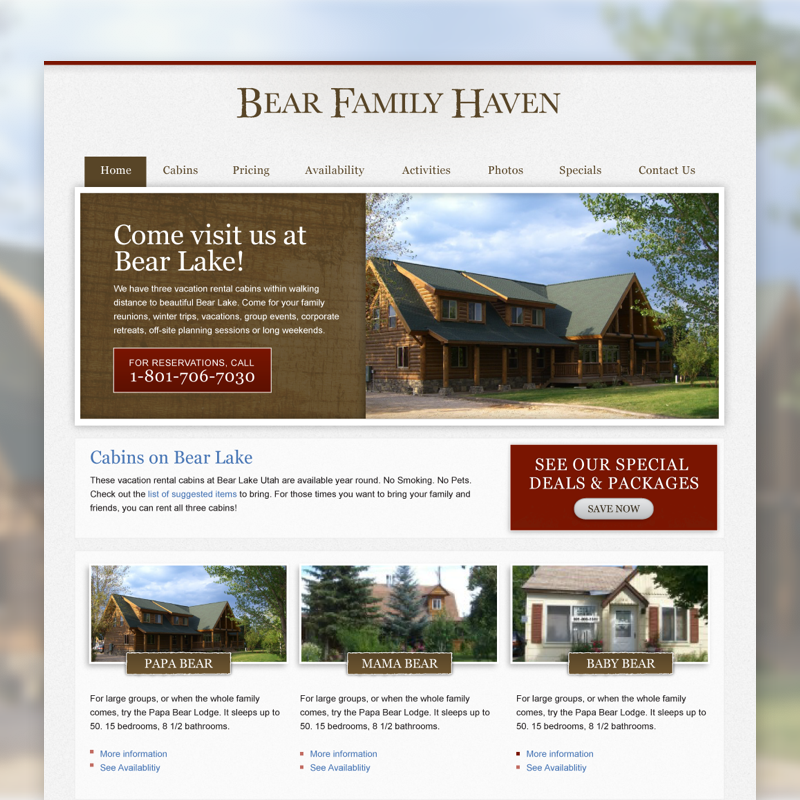 BEAR FAMILY HAVEN
Home Cabins Pricing Availability Activities Photos Specials Contact Us
Come visit us at
Bear Lake!
We have three vacation rental cabins within walking
distance to beautiful Bear Lake. Come for your family
reunions, winter trips, vacations, group events, corporate
retreats, off-site planning sessions or long weekends.
FOR RESERVATIONS, CALL
1-801-706-7030
Cabins on Bear Lake
These vacation rental cabins at Bear Lake Utah are available year round. No Smoking. No Pets.
Check out the list of suggested items to bring. For those times you want to bring your family and
friends, you can rent all three cabins!
SEE OUR SPECIAL
DEALS & PACKAGES
SAVE NOW
PAPA BEAR
For large groups, or when the whole family
comes, try the Papa Bear Lodge. It sleeps up to
50. 15 bedrooms, 8 1/2 bathrooms.
More information
See Availablitiy
MAMA BEAR
For large groups, or when the whole family
comes, try the Papa Bear Lodge. It sleeps up to
50. 15 bedrooms, 8 1/2 bathrooms.
More information
See Availablitiy
BABY BEAR
For large groups, or when the whole family
comes, try the Papa Bear Lodge. It sleeps up to
50. 15 bedrooms, 8 1/2 bathrooms.
More information
See Availablitiy